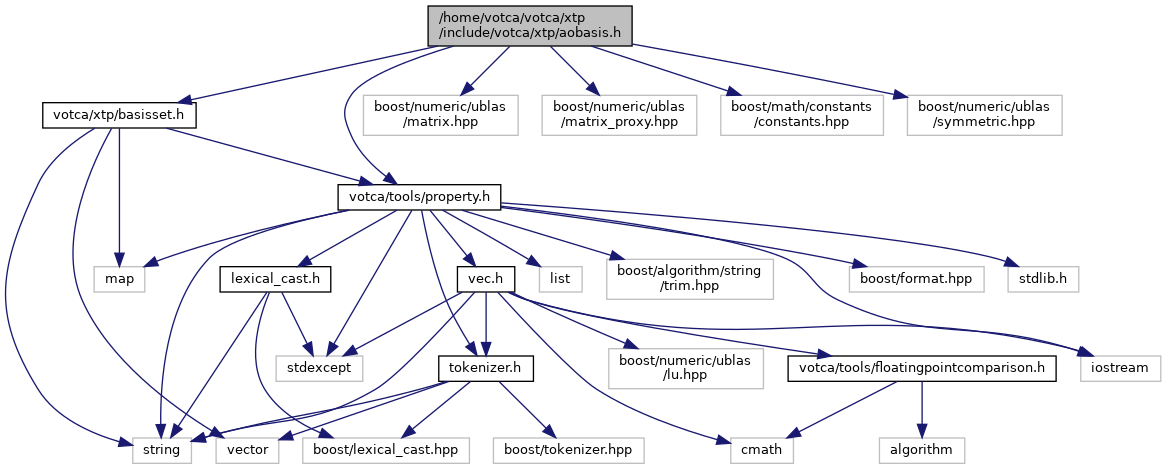 /home/votca/votca/xtp
/include/votca/xtp/aobasis.h
votca/xtp/basisset.h
boost/numeric/ublas
/matrix.hpp
boost/numeric/ublas
/matrix_proxy.hpp
boost/math/constants
/constants.hpp
boost/numeric/ublas
/symmetric.hpp
votca/tools/property.h
map
lexical_cast.h
vec.h
list
boost/algorithm/string
/trim.hpp
boost/format.hpp
stdlib.h
stdexcept
tokenizer.h
boost/numeric/ublas
/lu.hpp
votca/tools/floatingpointcomparison.h
iostream
string
vector
boost/lexical_cast.hpp
boost/tokenizer.hpp
cmath
algorithm